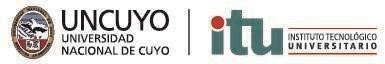 UNCUYO
UNIVERSIDAD
NACIONAL DE CUYO
itu
INSTITUTO TECNOLÓGICO
UNIVERSITARIO